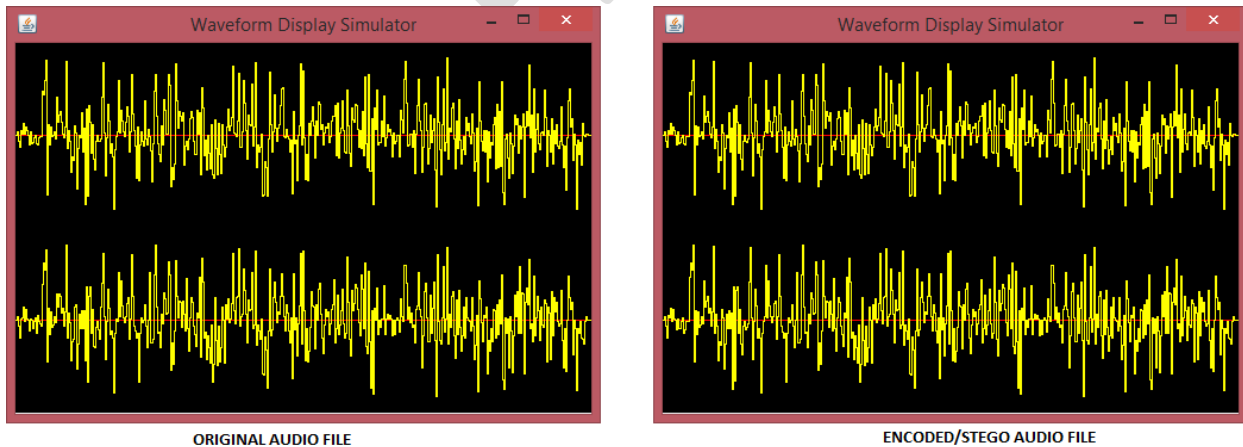 Waveform Display Simulator
Waveform Display Simulator
ORIGINAL AUDIO FILE
ENCODED/STEGO AUDIO FILE